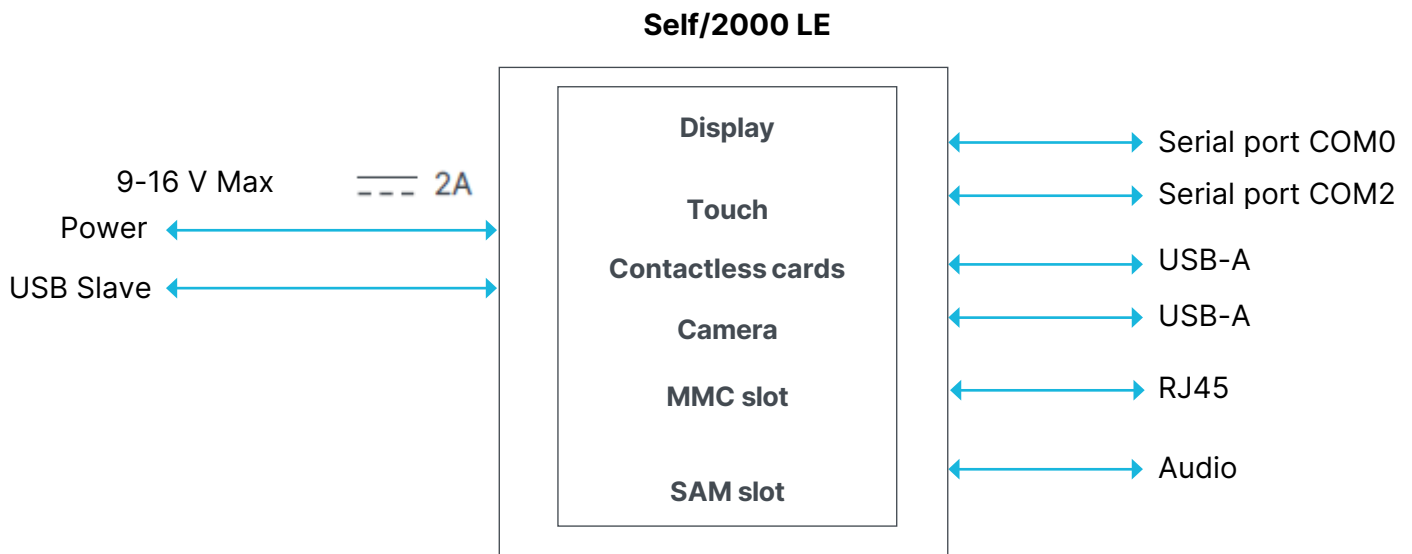 Self/2000 LE
9-16 V Max 2A
Power
USB Slave
Display
Touch
Contactless cards
Camera
MMC slot
SAM slot
Serial port COM0
Serial port COM2
USB-A
USB-A
RJ45
Audio